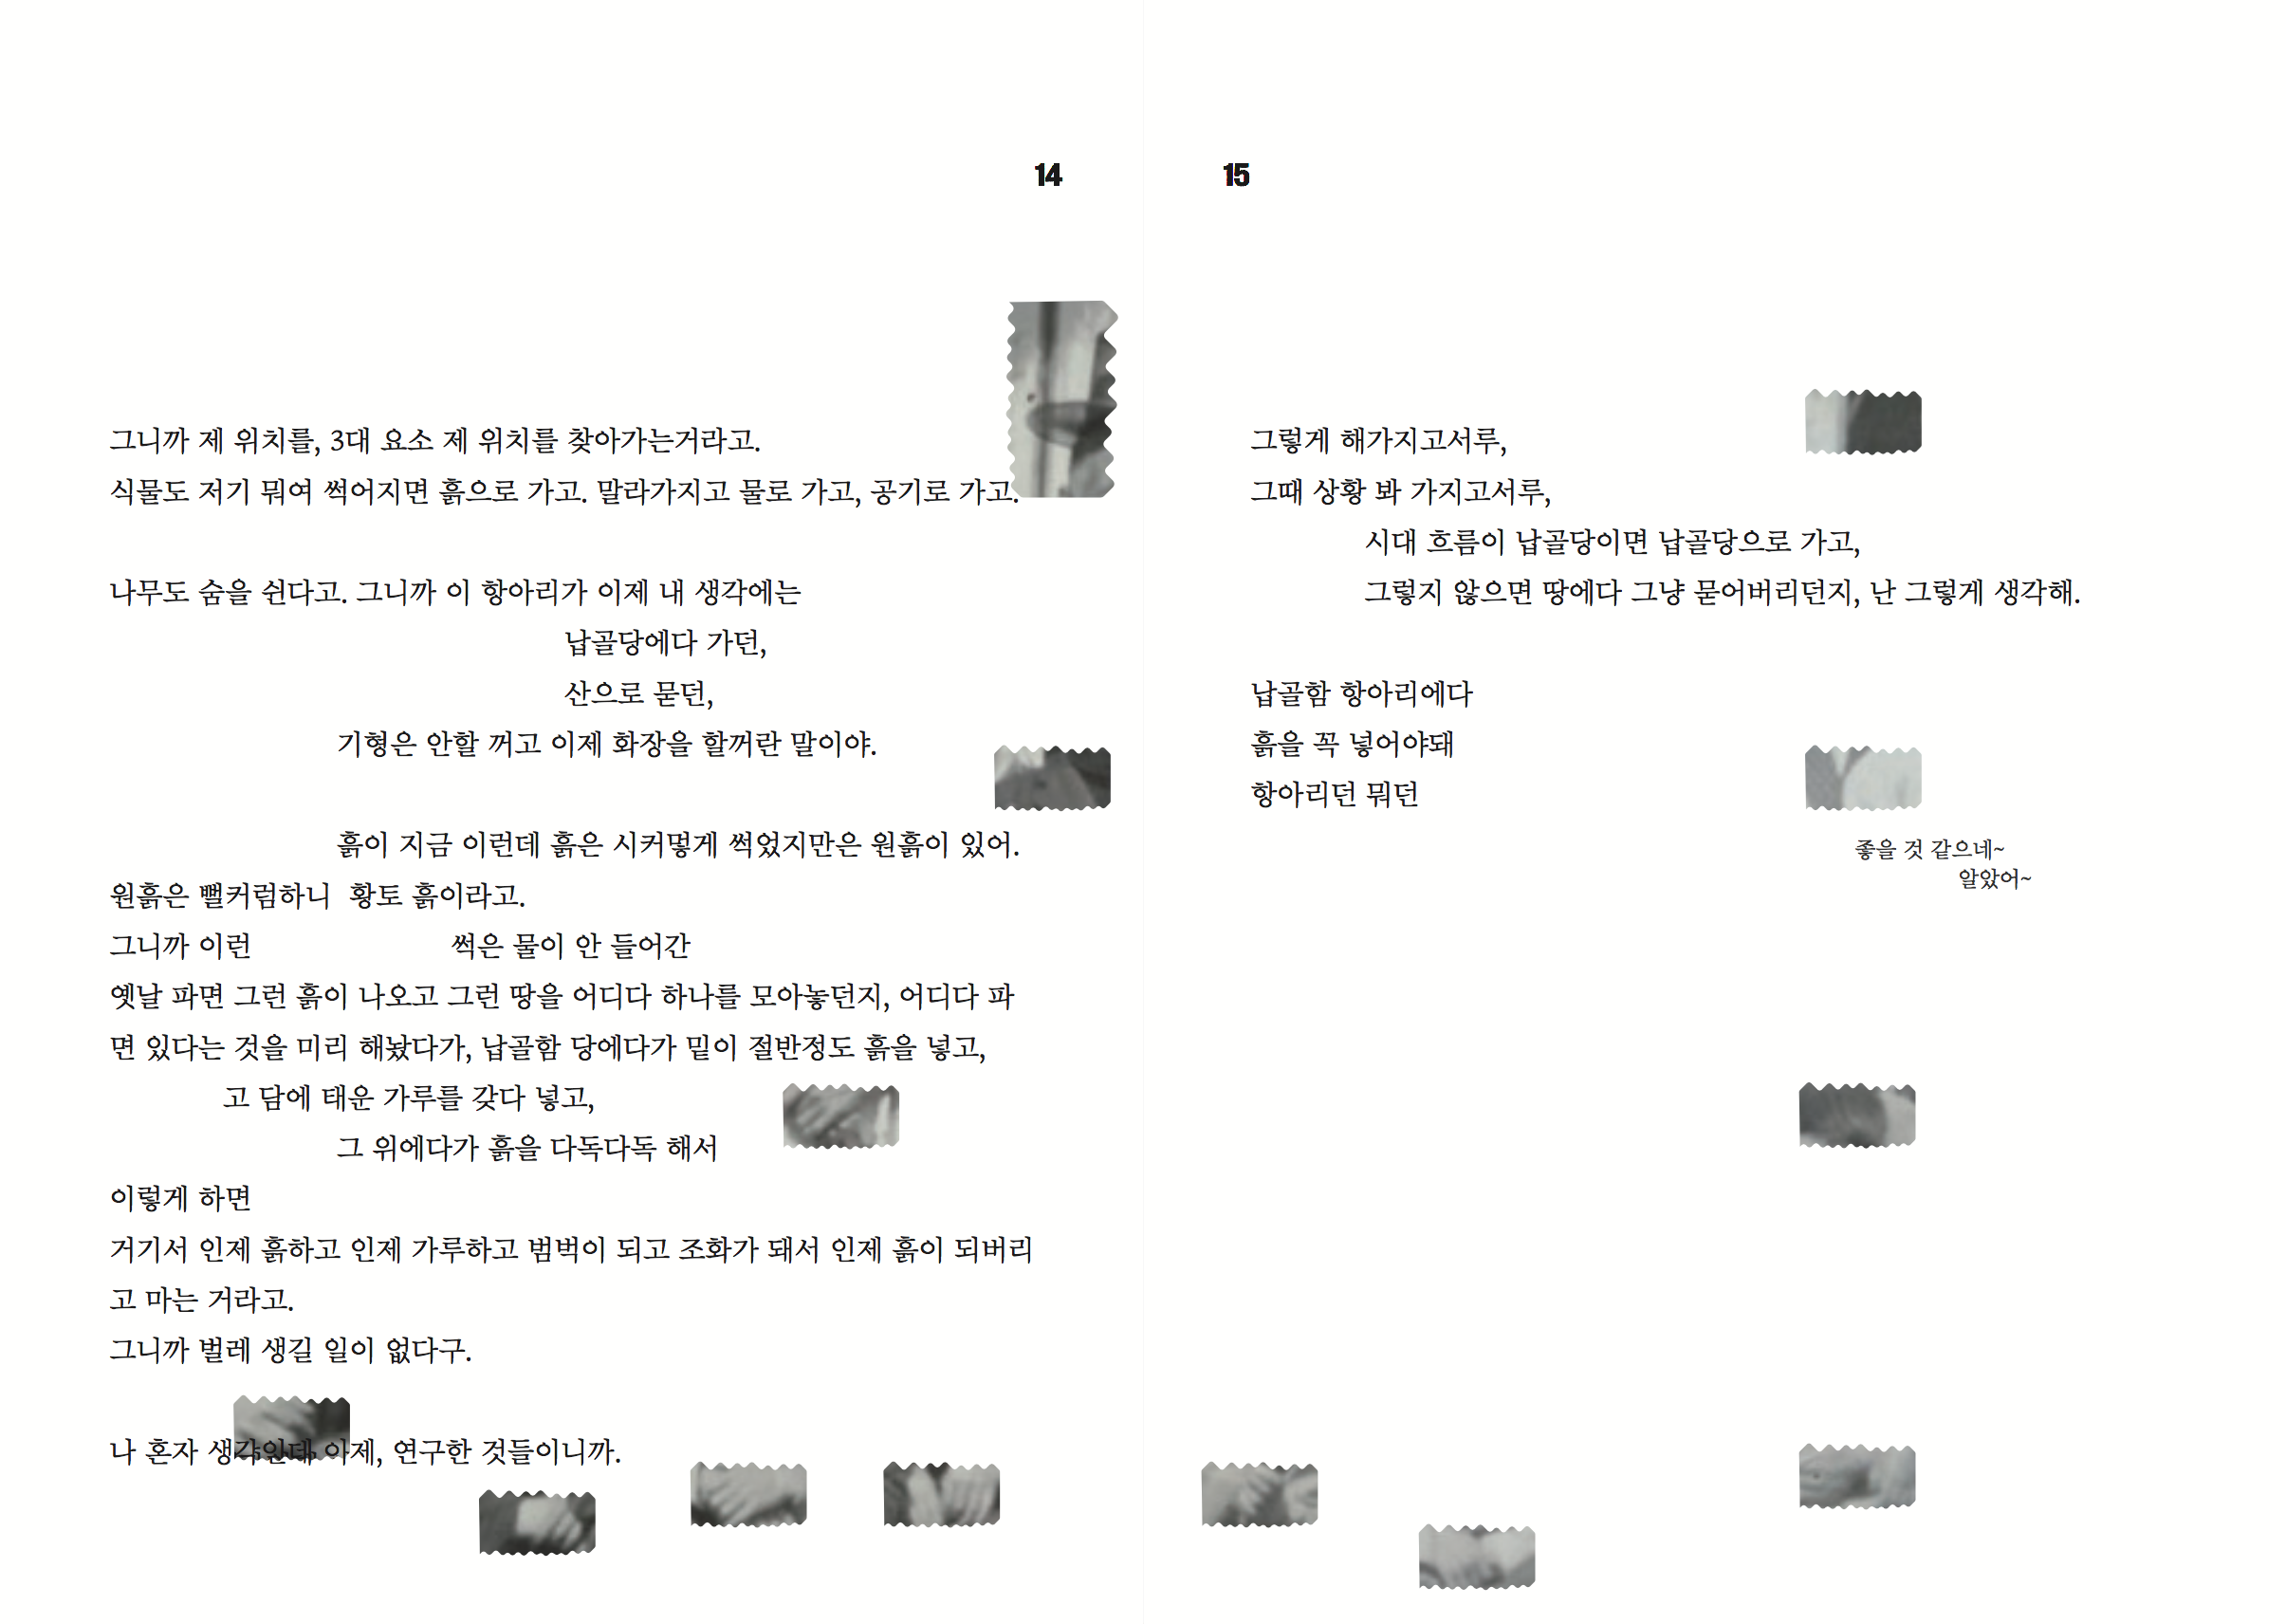 14
그니까 제 위치를, 3대 요소 제 위치를 찾아가는거라고.
식물도 저기 뭐여 썩어지면 흙으로 가고. 말라가지고 물로 가고, 공기로 가고.
나무도 숨을 쉰다고. 그니까 이 항아리가 이제 내 생각에는
납골당에다 가던,
산으로 묻던,
기형은 안할 꺼고 이제 화장을 할꺼란 말이야.
흙이 지금 이런데 흙은 시커멓게 썩었지만은 원흙이 있어.
원흙은 뻘커럼하니 황토 흙이라고.
그니까 이런 썩은 물이 안 들어간
옛날 파면 그런 흙이 나오고 그런 땅을 어디다 하나를 모아놓던지, 어디다 파
면 있다는 것을 미리 해놨다가, 납골함 당에다가 밑이 절반정도 흙을 넣고,
고 담에 태운 가루를 갖다 넣고,
그 위에다가 흙을 다독다독 해서
이렇게 하면
거기서 인제 흙하고 인제 가루하고 범벅이 되고 조화가 돼서 인제 흙이 되버리
고 마는 거라고.
그니까 벌레 생길 일이 없다구.
나 혼자 생각인데 이제, 연구한 것들이니까.
15
그렇게 해가지고서루,
그때 상황 봐 가지고서루,
시대 흐름이 납골당이면 납골당으로 가고,
그렇지 않으면 땅에다 그냥 묻어버리던지, 난 그렇게 생각해.
납골함 항아리에다
흙을 꼭 넣어야돼
항아리던 뭐던
좋을 것 같으네~
알았어~